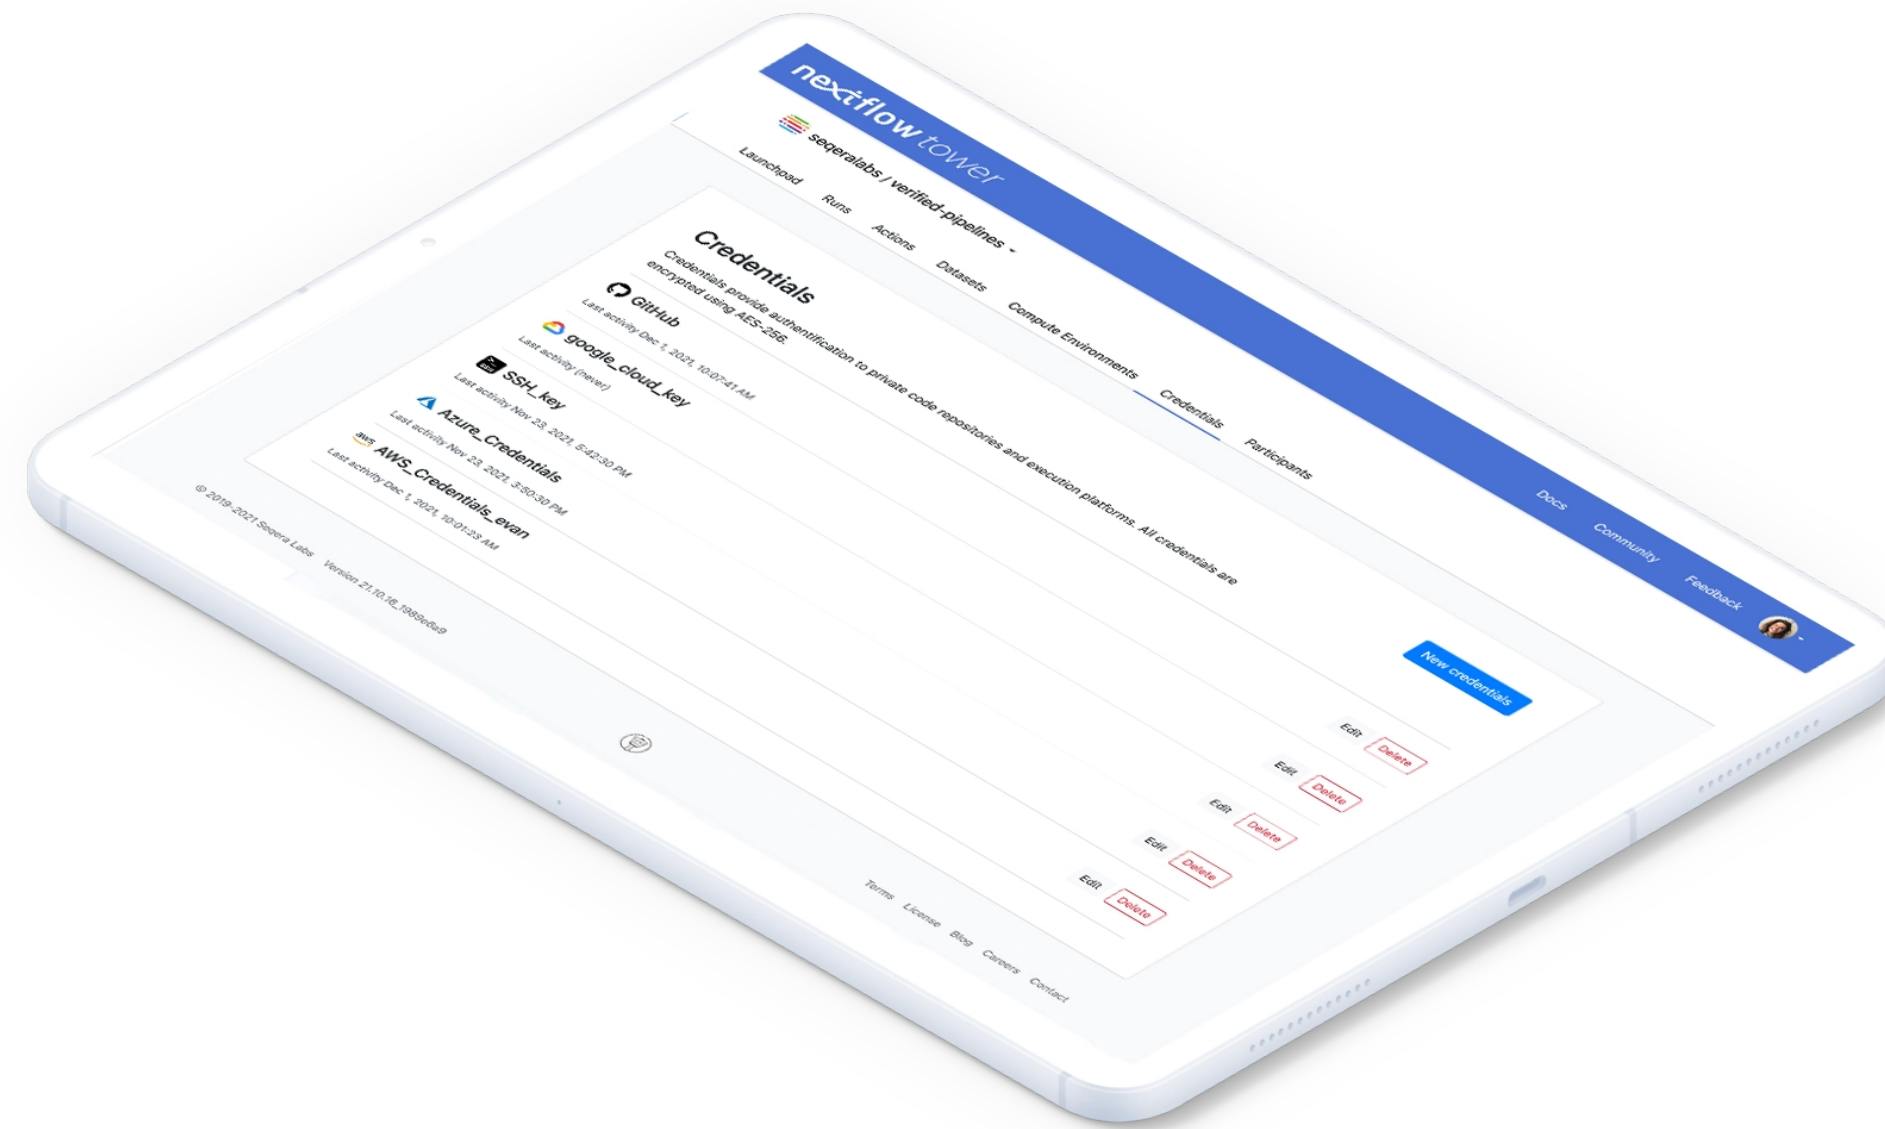 nextflow tower
Docs Community Feedback
seqeralabs / verified-pipelines
Launchpad Runs Actions Datasets Compute Environments Credentials Participants
Credentials
Credentials provide authentification to private code repositories and execution platforms. All credentials are
encrypted using AES-256.
New credentials
GitHub
Last activity Dec 1, 2021, 10:07:41 AM
Edit Delete
google_cloud_key
Last activity (never)
Edit Delete
SSH_key
Last activity Nov 23, 2021, 5:42:30 PM
Edit Delete
Azure_Credentials
Last activity Nov 23, 2021, 3:50:30 PM
Edit Delete
aws AWS_Credentials_evan
Last activity Dec 1, 2021, 10:01:23 AM
Edit Delete
© 2019-2021 Seqera Labs Version 21.10.16_1989e6a9
Terms License Blog Careers Contact